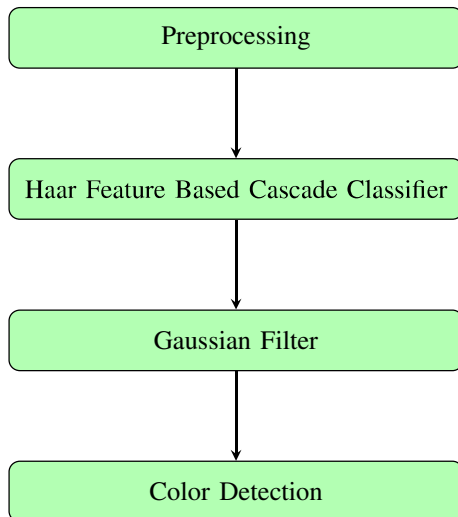 Preprocessing
Haar Feature Based Cascade Classifier
Gaussian Filter
Color Detection